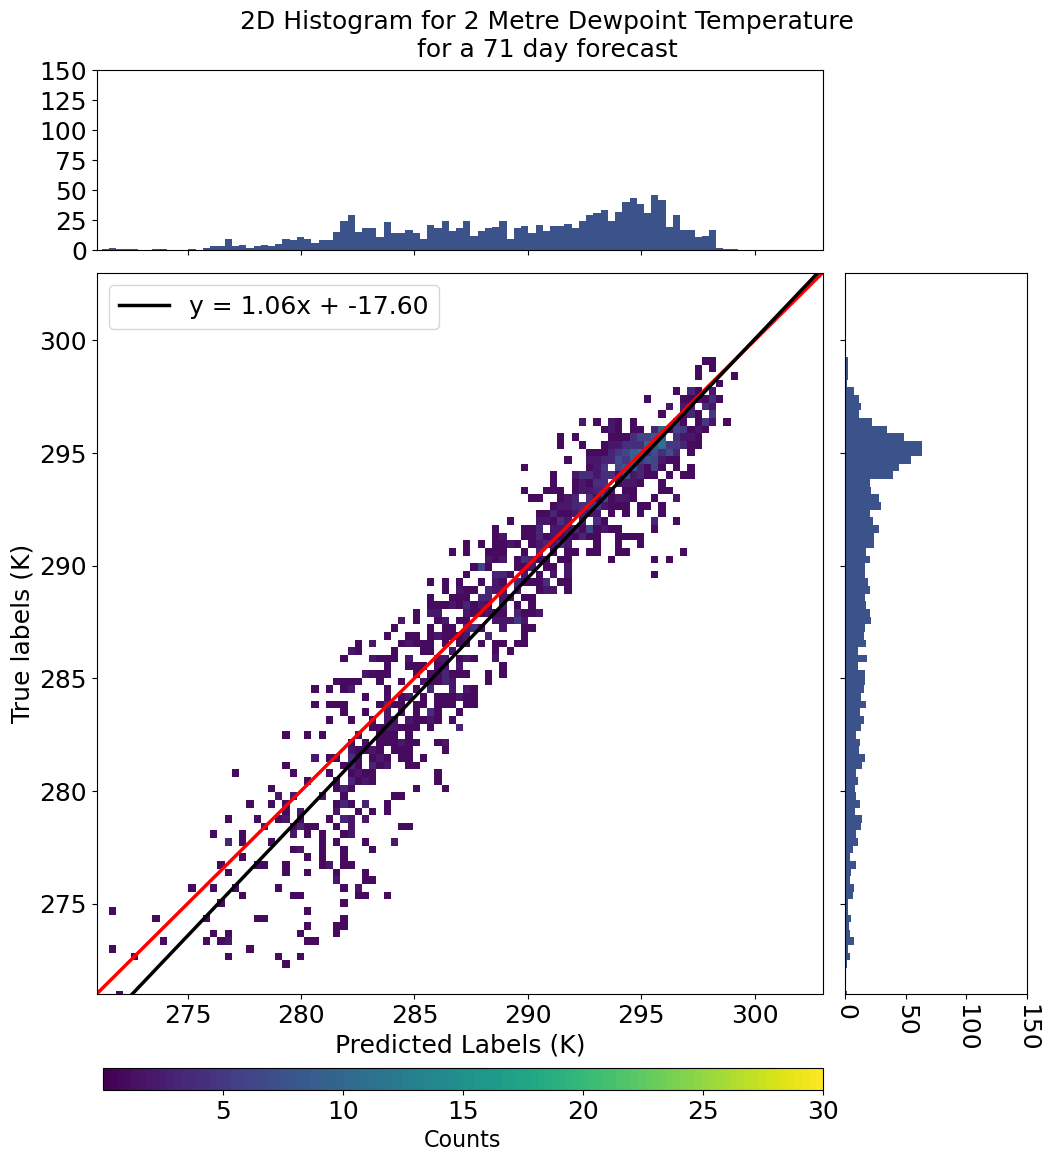 2D Histogram for 2 Metre Dewpoint Temperature
for a 71 day forecast
150
125
100
75
50
25
0
y = 1.06x + -17.60
300
295
290
285
280
275
True labels (K)
275 280 285 290 295 300
Predicted Labels (K)
0 50 100 150
5 10 15 20 25 30
Counts